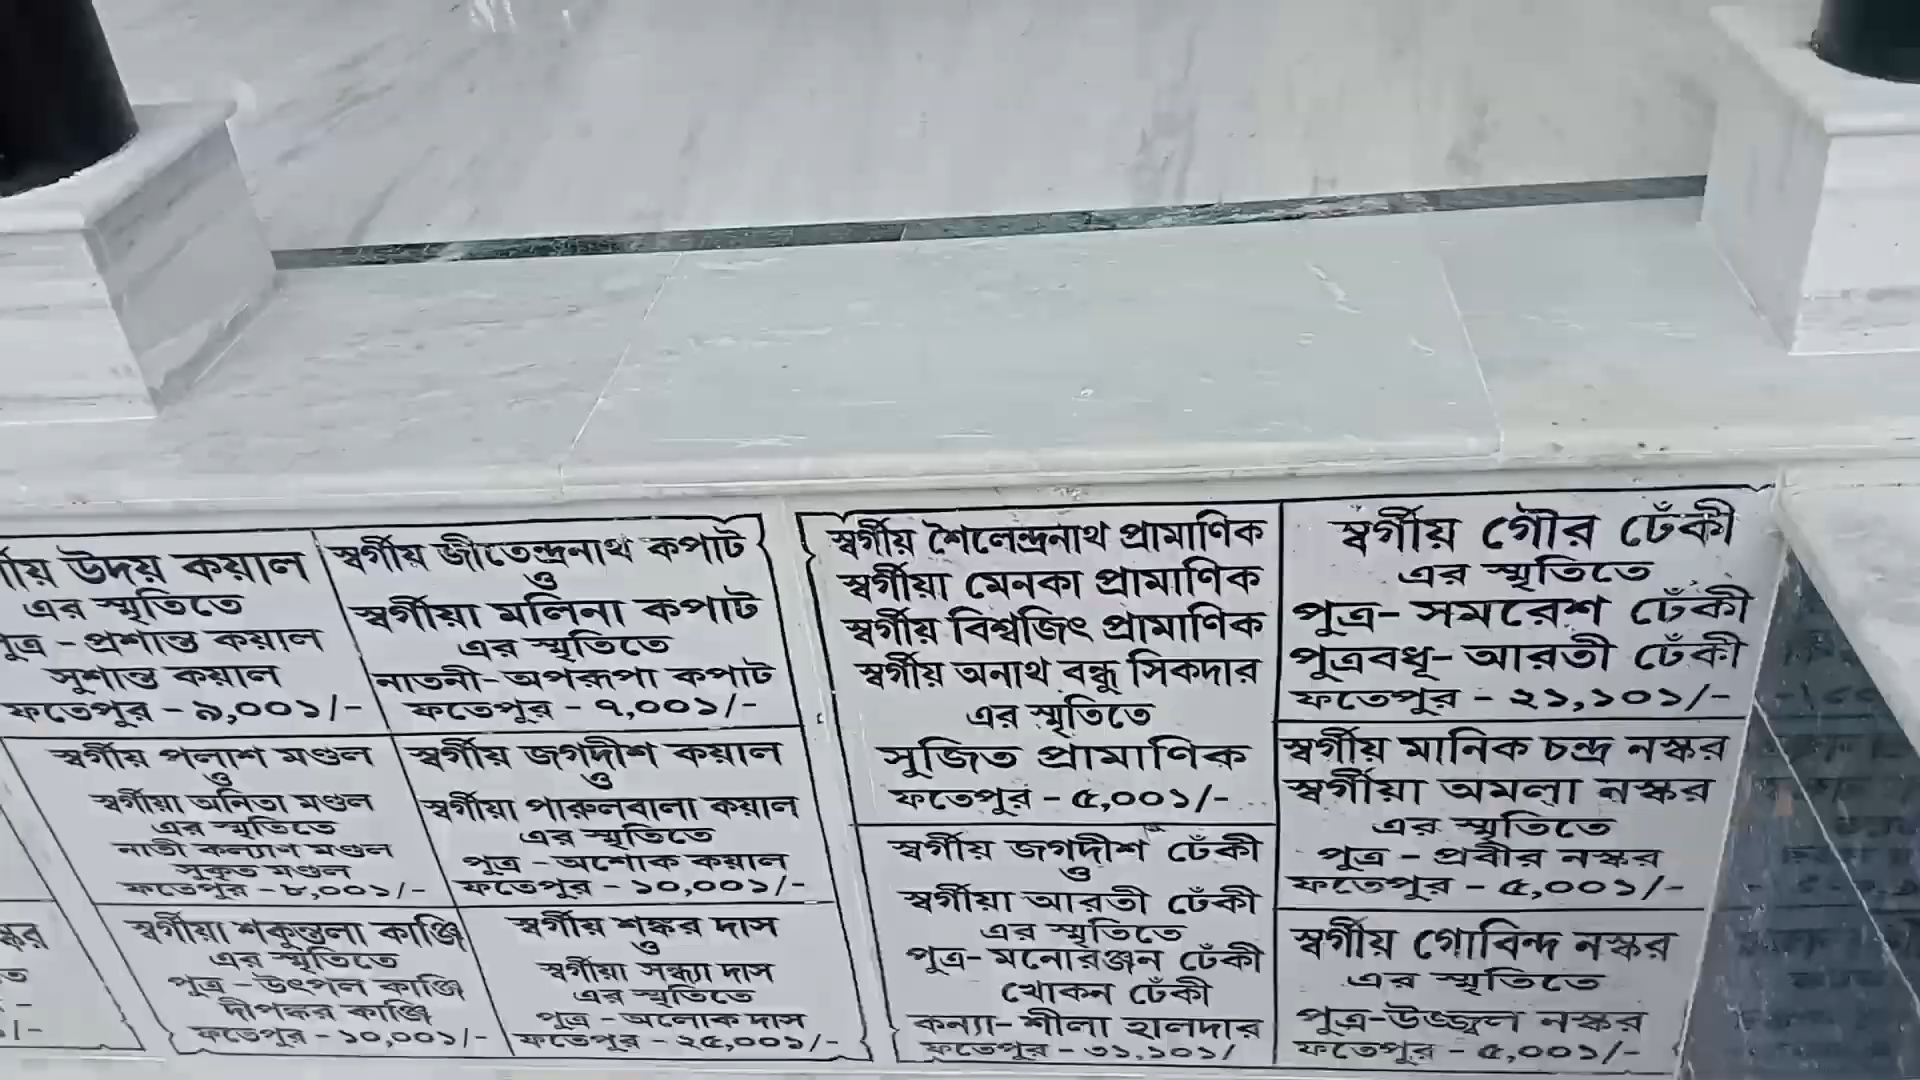 স্বর্গীয় উদয় কয়াল
এর স্মৃতিতে
পুত্র - প্রশান্ত কয়াল
সুশান্ত কয়াল
ফতেপুর - ৯,০০১/-
স্বর্গীয় জীতেন্দ্রনাথ কপাট
ও
স্বর্গীয়া মলিনা কপাট
এর স্মৃতিতে
নাতনী-অপরূপা কপাট
ফতেপুর - ৭,০০১/-
স্বর্গীয় পলাশ মণ্ডল
ও
স্বর্গীয়া অনিতা মণ্ডল
এর স্মৃতিতে
নাতী কল্যাণ মণ্ডল
সুকৃত মণ্ডল
ফতেপুর - ৮,০০১/-
স্বর্গীয় জগদীশ কয়াল
ও
স্বর্গীয়া পারুলবালা কয়াল
এর স্মৃতিতে
পুত্র - অশোক কয়াল
ফতেপুর - ১০,০০১/-
স্বর্গীয়া শকুন্তলা কাঞ্জি
এর স্মৃতিতে
পুত্র - উৎপল কাঞ্জি
দীপঙ্কর কাঞ্জি
ফতেপুর - ১০,০০১/-
স্বর্গীয় শঙ্কর দাস
ও
স্বর্গীয়া সন্ধ্যা দাস
এর স্মৃতিতে
পুত্র - অলোক দাস
ফতেপুর - ২৫,০০১/-
স্বর্গীয় শৈলেন্দ্রনাথ প্রামাণিক
স্বর্গীয়া মেনকা প্রামাণিক
স্বর্গীয় বিশ্বজিৎ প্রামাণিক
স্বর্গীয় অনাথ বন্ধু সিকদার
এর স্মৃতিতে
সুজিত প্রামাণিক
ফতেপুর - ৫,০০১/-
স্বর্গীয় জগদীশ ঢেঁকী
ও
স্বর্গীয়া আরতী ঢেঁকী
এর স্মৃতিতে
পুত্র- মনোরঞ্জন ঢেঁকী
খোকন ঢেঁকী
কন্যা- শীলা হালদার
ফতেপুর - ৩১,১০১/
স্বর্গীয় গৌর ঢেঁকী
এর স্মৃতিতে
পুত্র- সমরেশ ঢেঁকী
পুত্রবধূ- আরতী ঢেঁকী
ফতেপুর - ২১,১০১/-
স্বর্গীয় মানিক চন্দ্র নস্কর
স্বর্গীয়া অমলা নস্কর
এর স্মৃতিতে
পুত্র - প্রবীর নস্কর
ফতেপুর - ৫,০০১/-
স্বর্গীয় গোবিন্দ নস্কর
এর স্মৃতিতে
পুত্র-উজ্জ্বল নস্কর
ফতেপুর - ৫,০০১/-